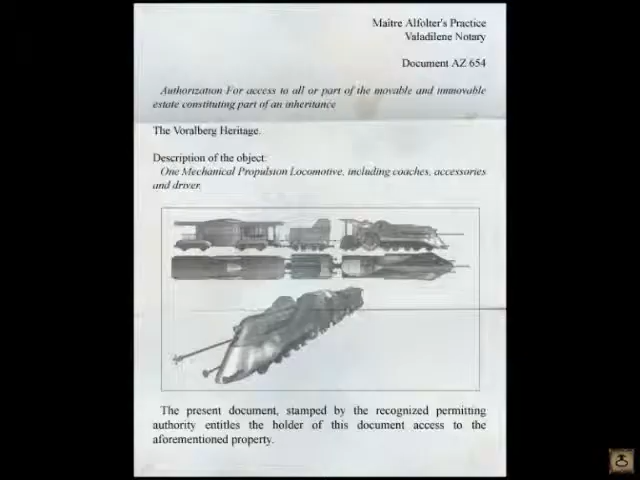 Maître Alfolter's Practice
Valadilene Notary
Document AZ 654
Authorization For access to all or part of the movable and unmovable
estate constituting part of an inheritance
The Voralberg Heritage.
Description of the object:
One Mechanical Propulsion Locomotive, including coaches, accessories
and driver.
The present document, stamped by the recognized permitting
authority entitles the holder of this document access to the
aforementioned property.